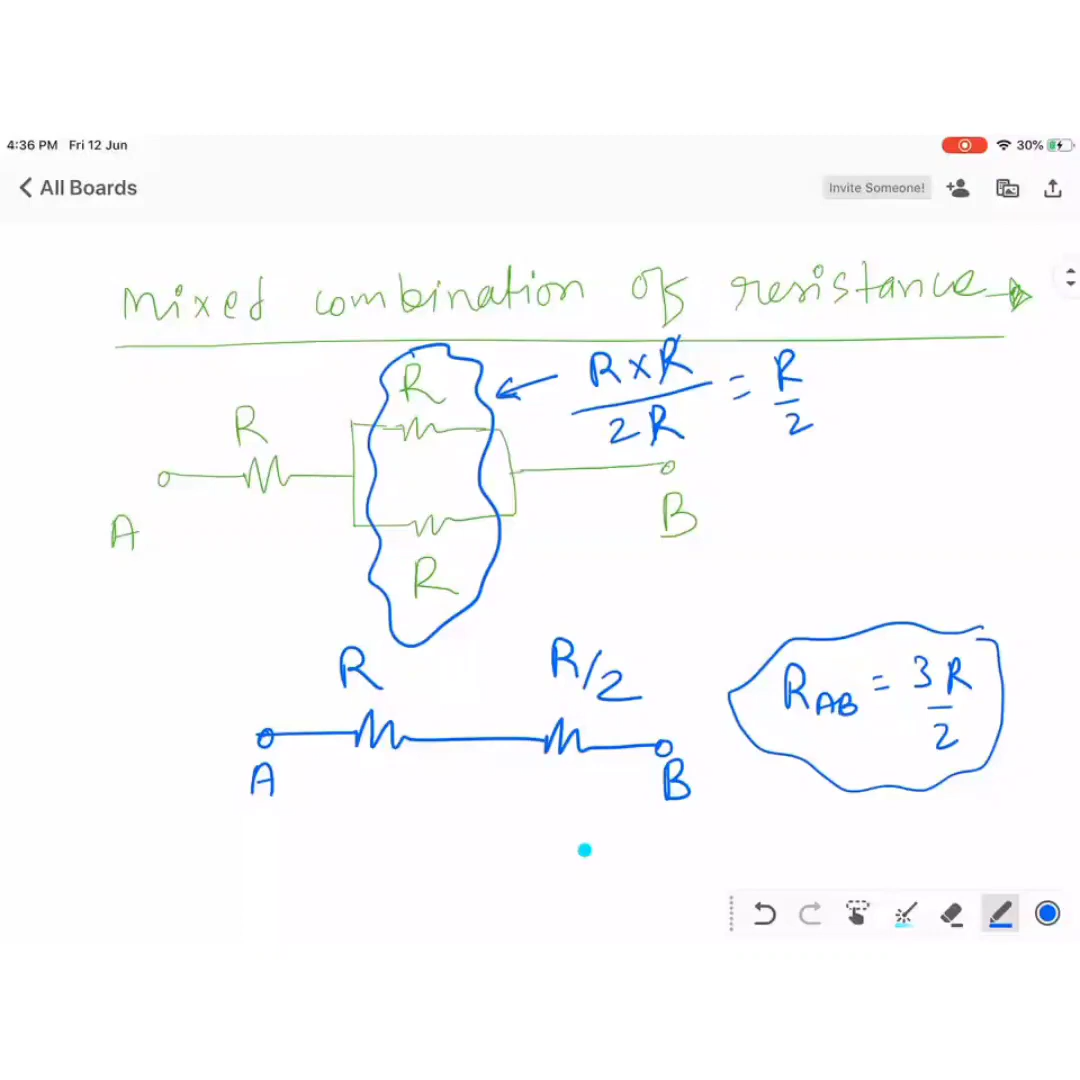 4:36 PM Fri 12 Jun
30%
All Boards
Invite Someone!
mixed combination of resistance
R
R × R / 2R = R/2
R
A
B
R
R
R/2
R_AB = 3R/2
A
B